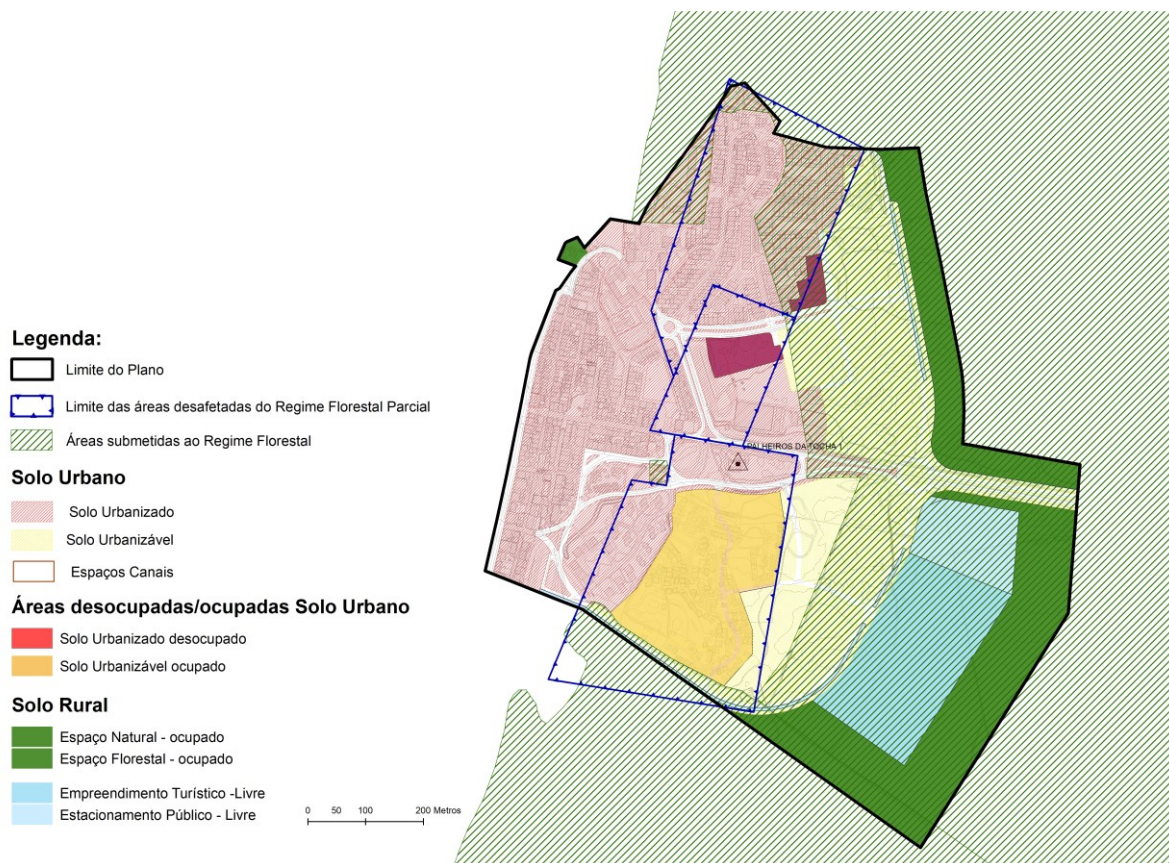 PALHEIROS DA TOCHA 1
Legenda:
Limite do Plano
Limite das áreas desafetadas do Regime Florestal Parcial
Áreas submetidas ao Regime Florestal
Solo Urbano
Solo Urbanizado
Solo Urbanizável
Espaços Canais
Áreas desocupadas/ocupadas Solo Urbano
Solo Urbanizado desocupado
Solo Urbanizável ocupado
Solo Rural
Espaço Natural - ocupado
Espaço Florestal - ocupado
Empreendimento Turístico -Livre
Estacionamento Público - Livre
0 50 100 200 Metros